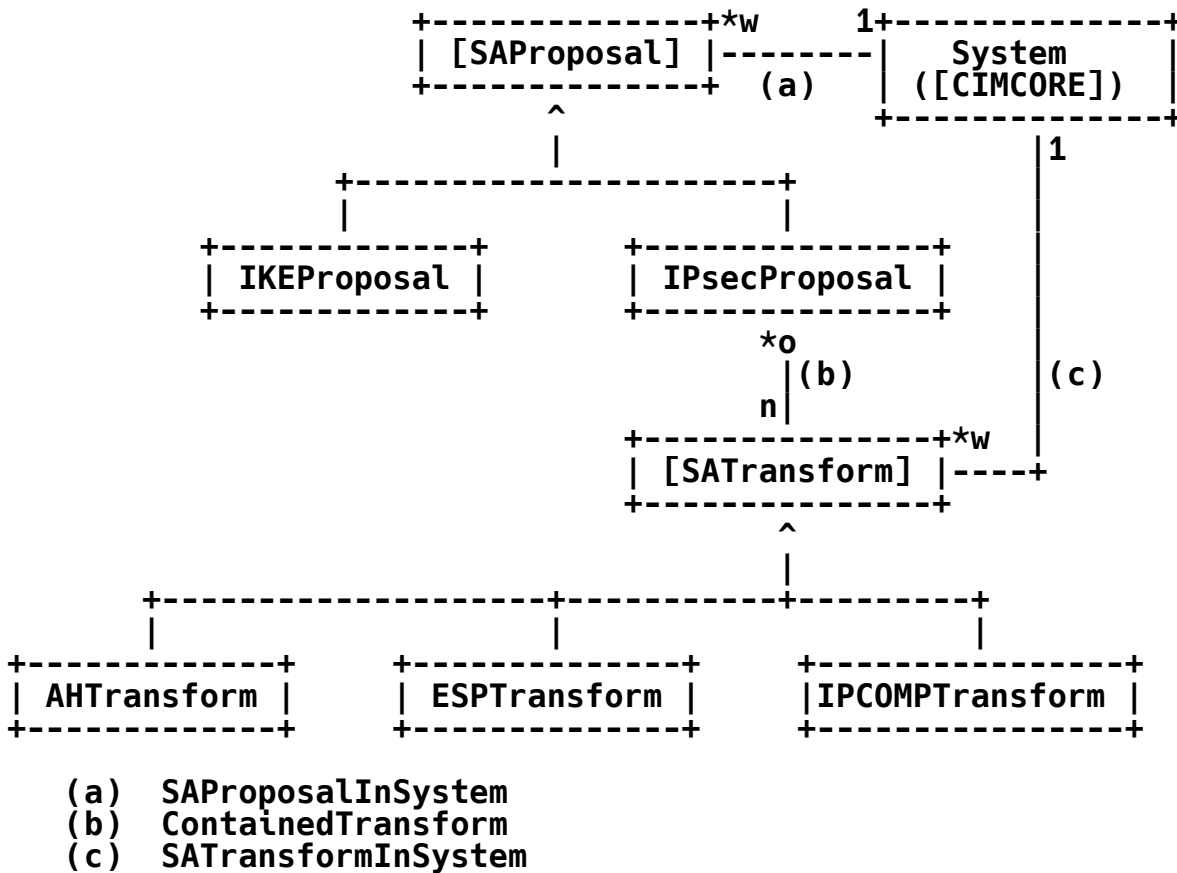 +--------------+*w      1+--------------+
| [SAProposal] |--------|    System    |
+--------------+  (a)   | ([CIMCORE])  |
^               +--------------+
|                         |1
+----------------------+            |
|                      |            |
+-------------+       +---------------+    |
| IKEProposal |       | IPsecProposal |    |
+-------------+       +---------------+    |
*o           |
|(b)         |(c)
n|            |
+---------------+*w  |
| [SATransform] |----+
+---------------+
^
|
+--------------------+-----------+---------+
|                    |                     |
+-------------+     +--------------+     +----------------+
| AHTransform |     | ESPTransform |     |IPCOMPTransform |
+-------------+     +--------------+     +----------------+
(a)  SAProposalInSystem
(b)  ContainedTransform
(c)  SATransformInSystem